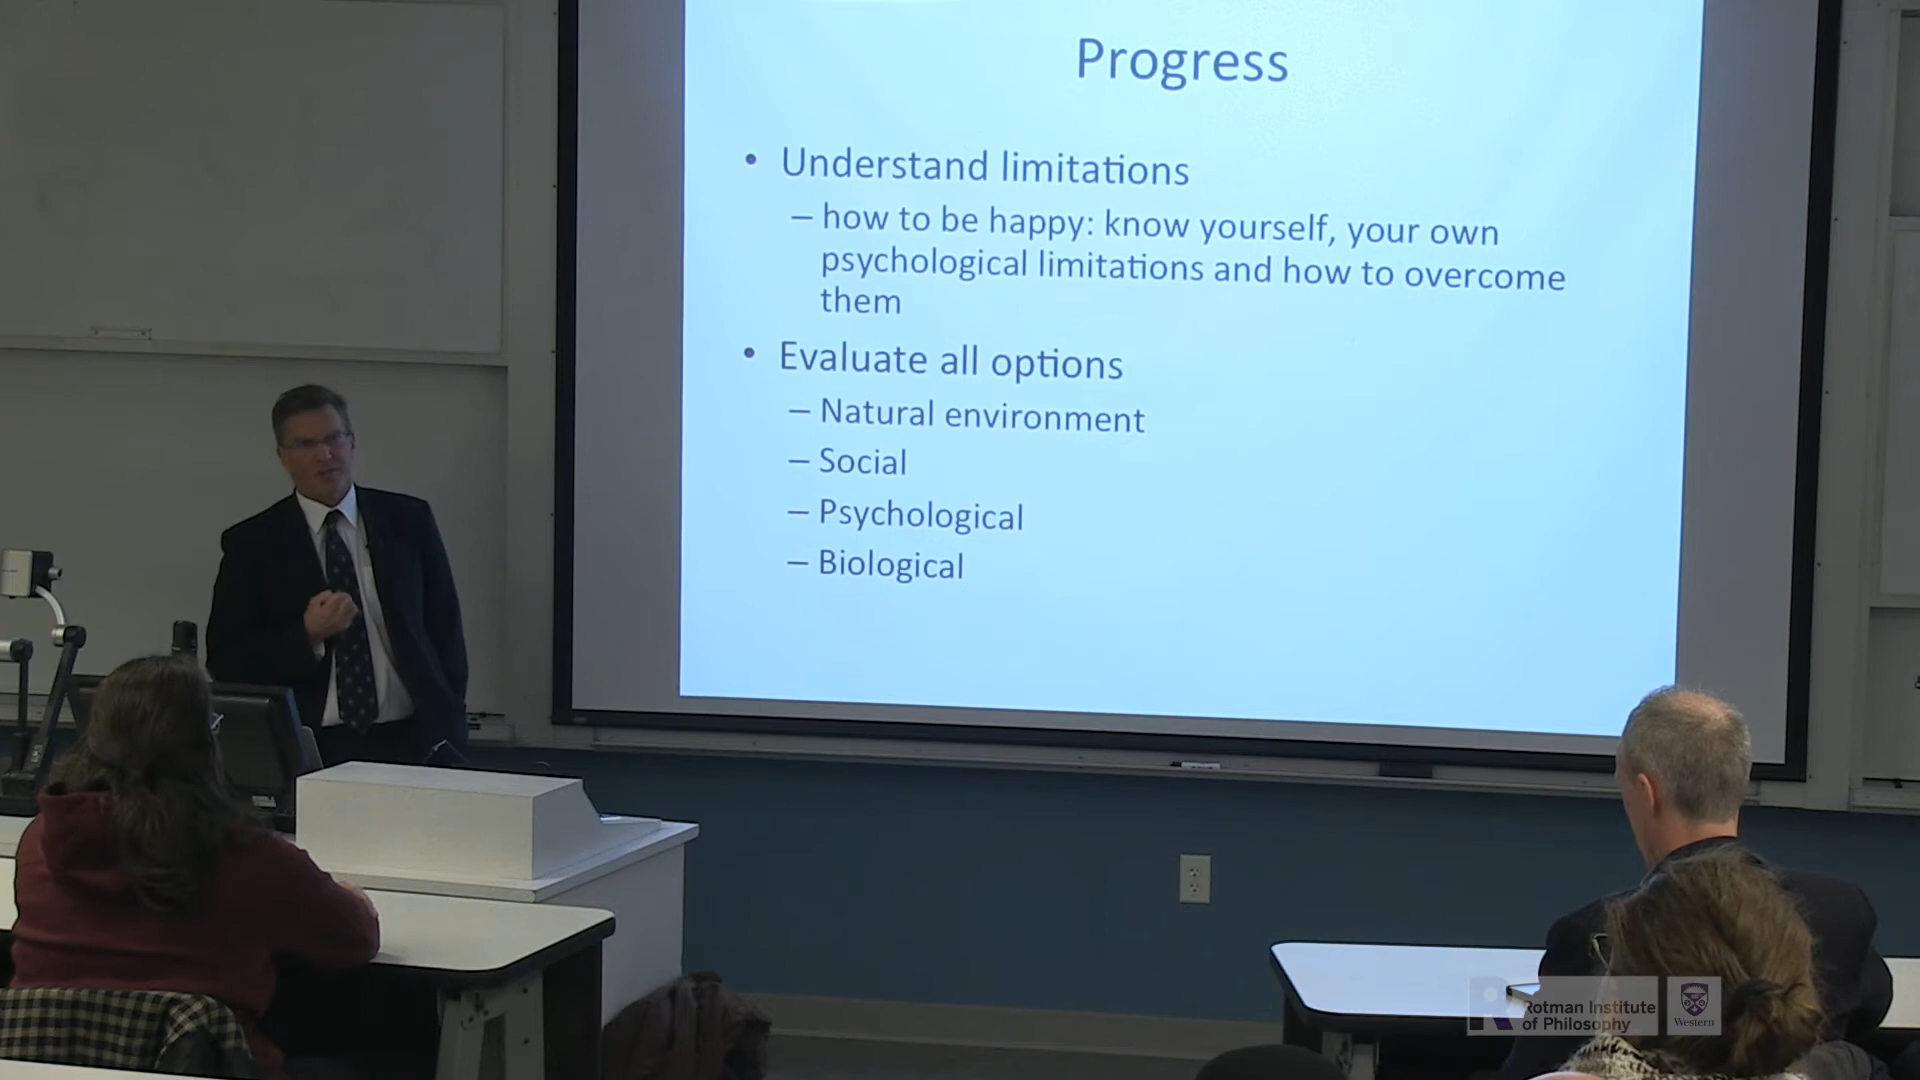 Progress
• Understand limitations
– how to be happy: know yourself, your own
psychological limitations and how to overcome
them
• Evaluate all options
– Natural environment
– Social
– Psychological
– Biological
Rotman Institute
of Philosophy
Western